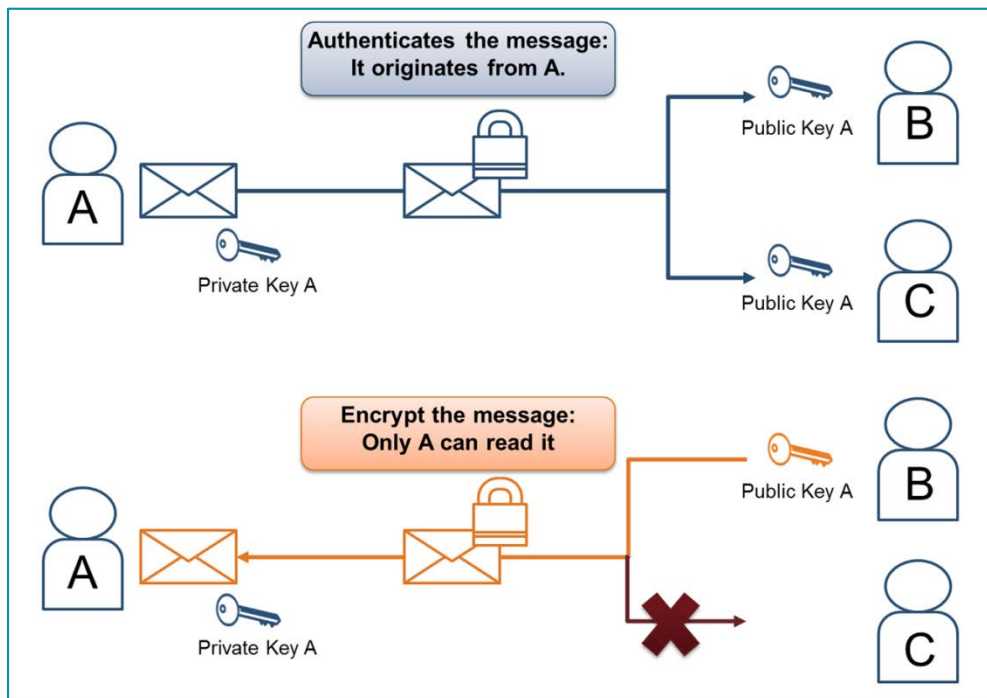 Authenticates the message:
It originates from A.
A
Private Key A
Public Key A
B
Public Key A
C
Encrypt the message:
Only A can read it
A
Private Key A
Public Key A
B
C